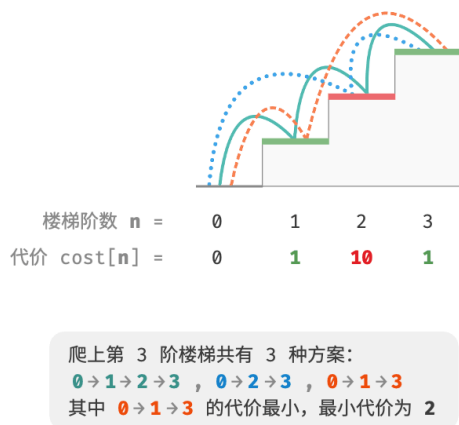 楼梯阶数 n = 0 1 2 3
代价 cost[n] = 0 1 10 1
爬上第 3 阶楼梯共有 3 种方案：
0→1→2→3 , 0→2→3 , 0→1→3
其中 0→1→3 的代价最小，最小代价为 2